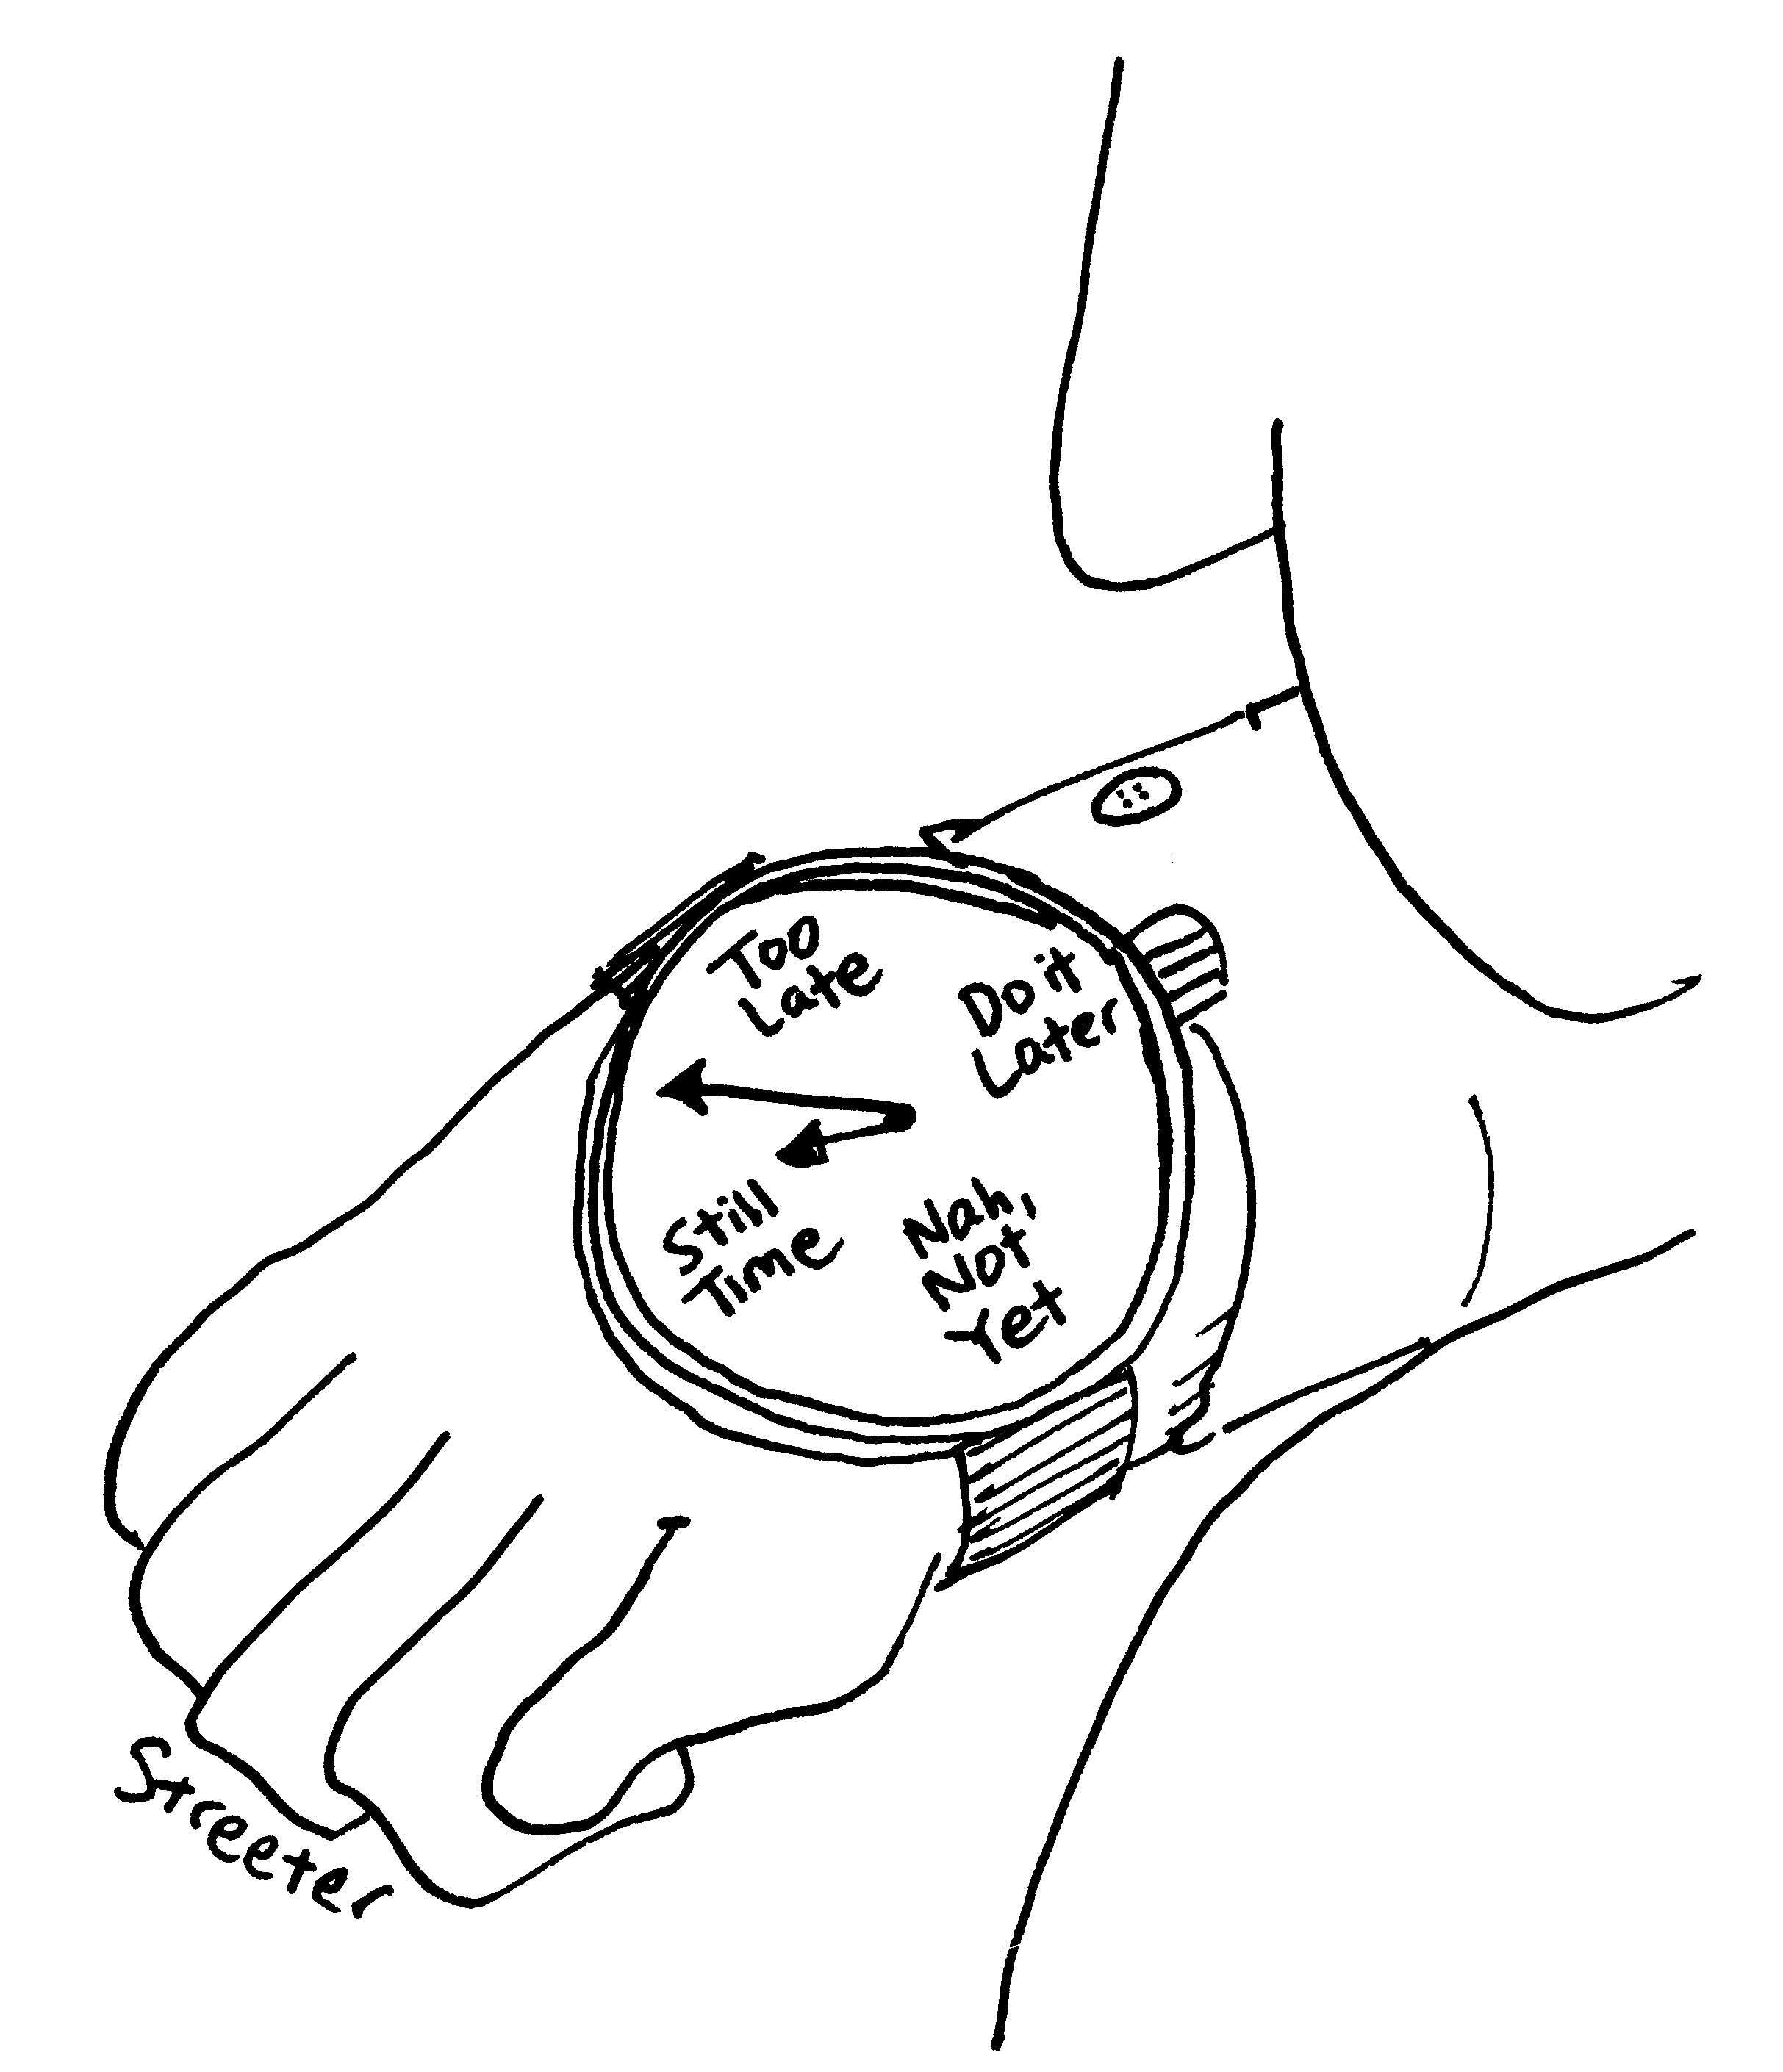 Too
Late
Do it
Later
Still
Time
Nah,
Not
Yet
Streeter